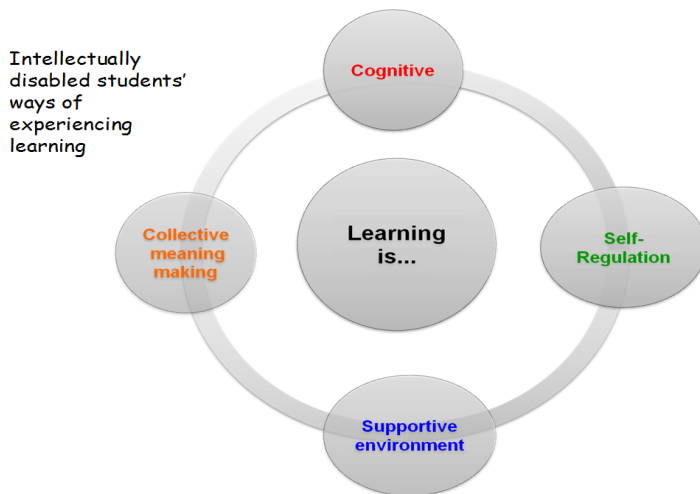 Intellectually
disabled students’
ways of
experiencing
learning
Cognitive
Collective
meaning
making
Learning
is...
Self-
Regulation
Supportive
environment